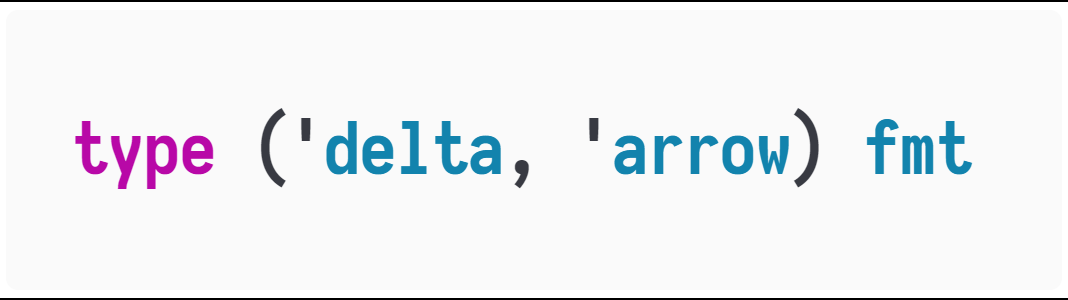 type ('delta, 'arrow) fmt